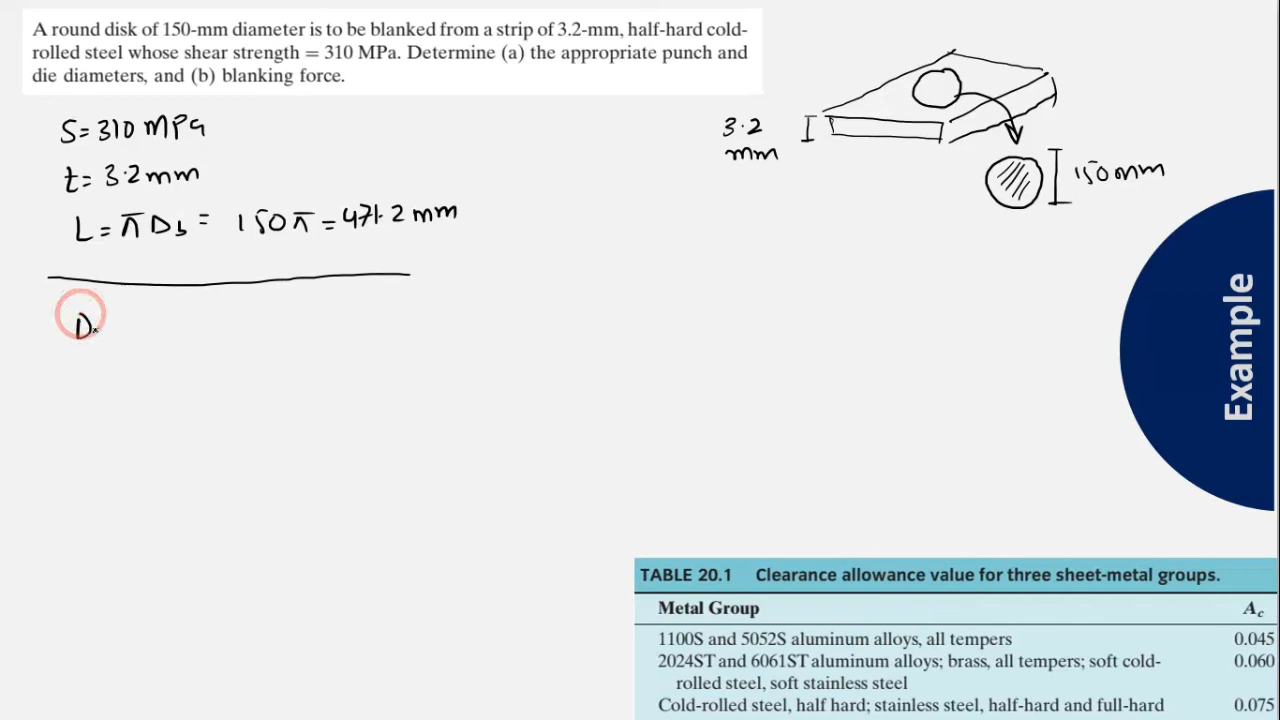 A round disk of 150-mm diameter is to be blanked from a strip of 3.2-mm, half-hard cold-
rolled steel whose shear strength = 310 MPa. Determine (a) the appropriate punch and
die diameters, and (b) blanking force.
S = 310 MPa
t = 3.2 mm
L = π Db = 150π = 471.2 mm
D
3.2
mm
150 mm
Example
TABLE 20.1 Clearance allowance value for three sheet-metal groups.
Metal Group Ac
1100S and 5052S aluminum alloys, all tempers 0.045
2024ST and 6061ST aluminum alloys; brass, all tempers; soft cold- 0.060
rolled steel, soft stainless steel
Cold-rolled steel, half hard; stainless steel, half-hard and full-hard 0.075